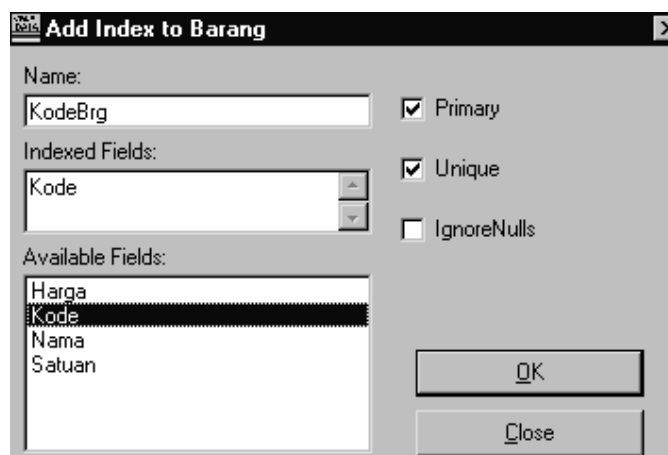 Add Index to Barang
Name:
KodeBrg
Primary
Indexed Fields:
Kode
Unique
IgnoreNulls
Available Fields:
Harga
Kode
Nama
Satuan
OK
Close